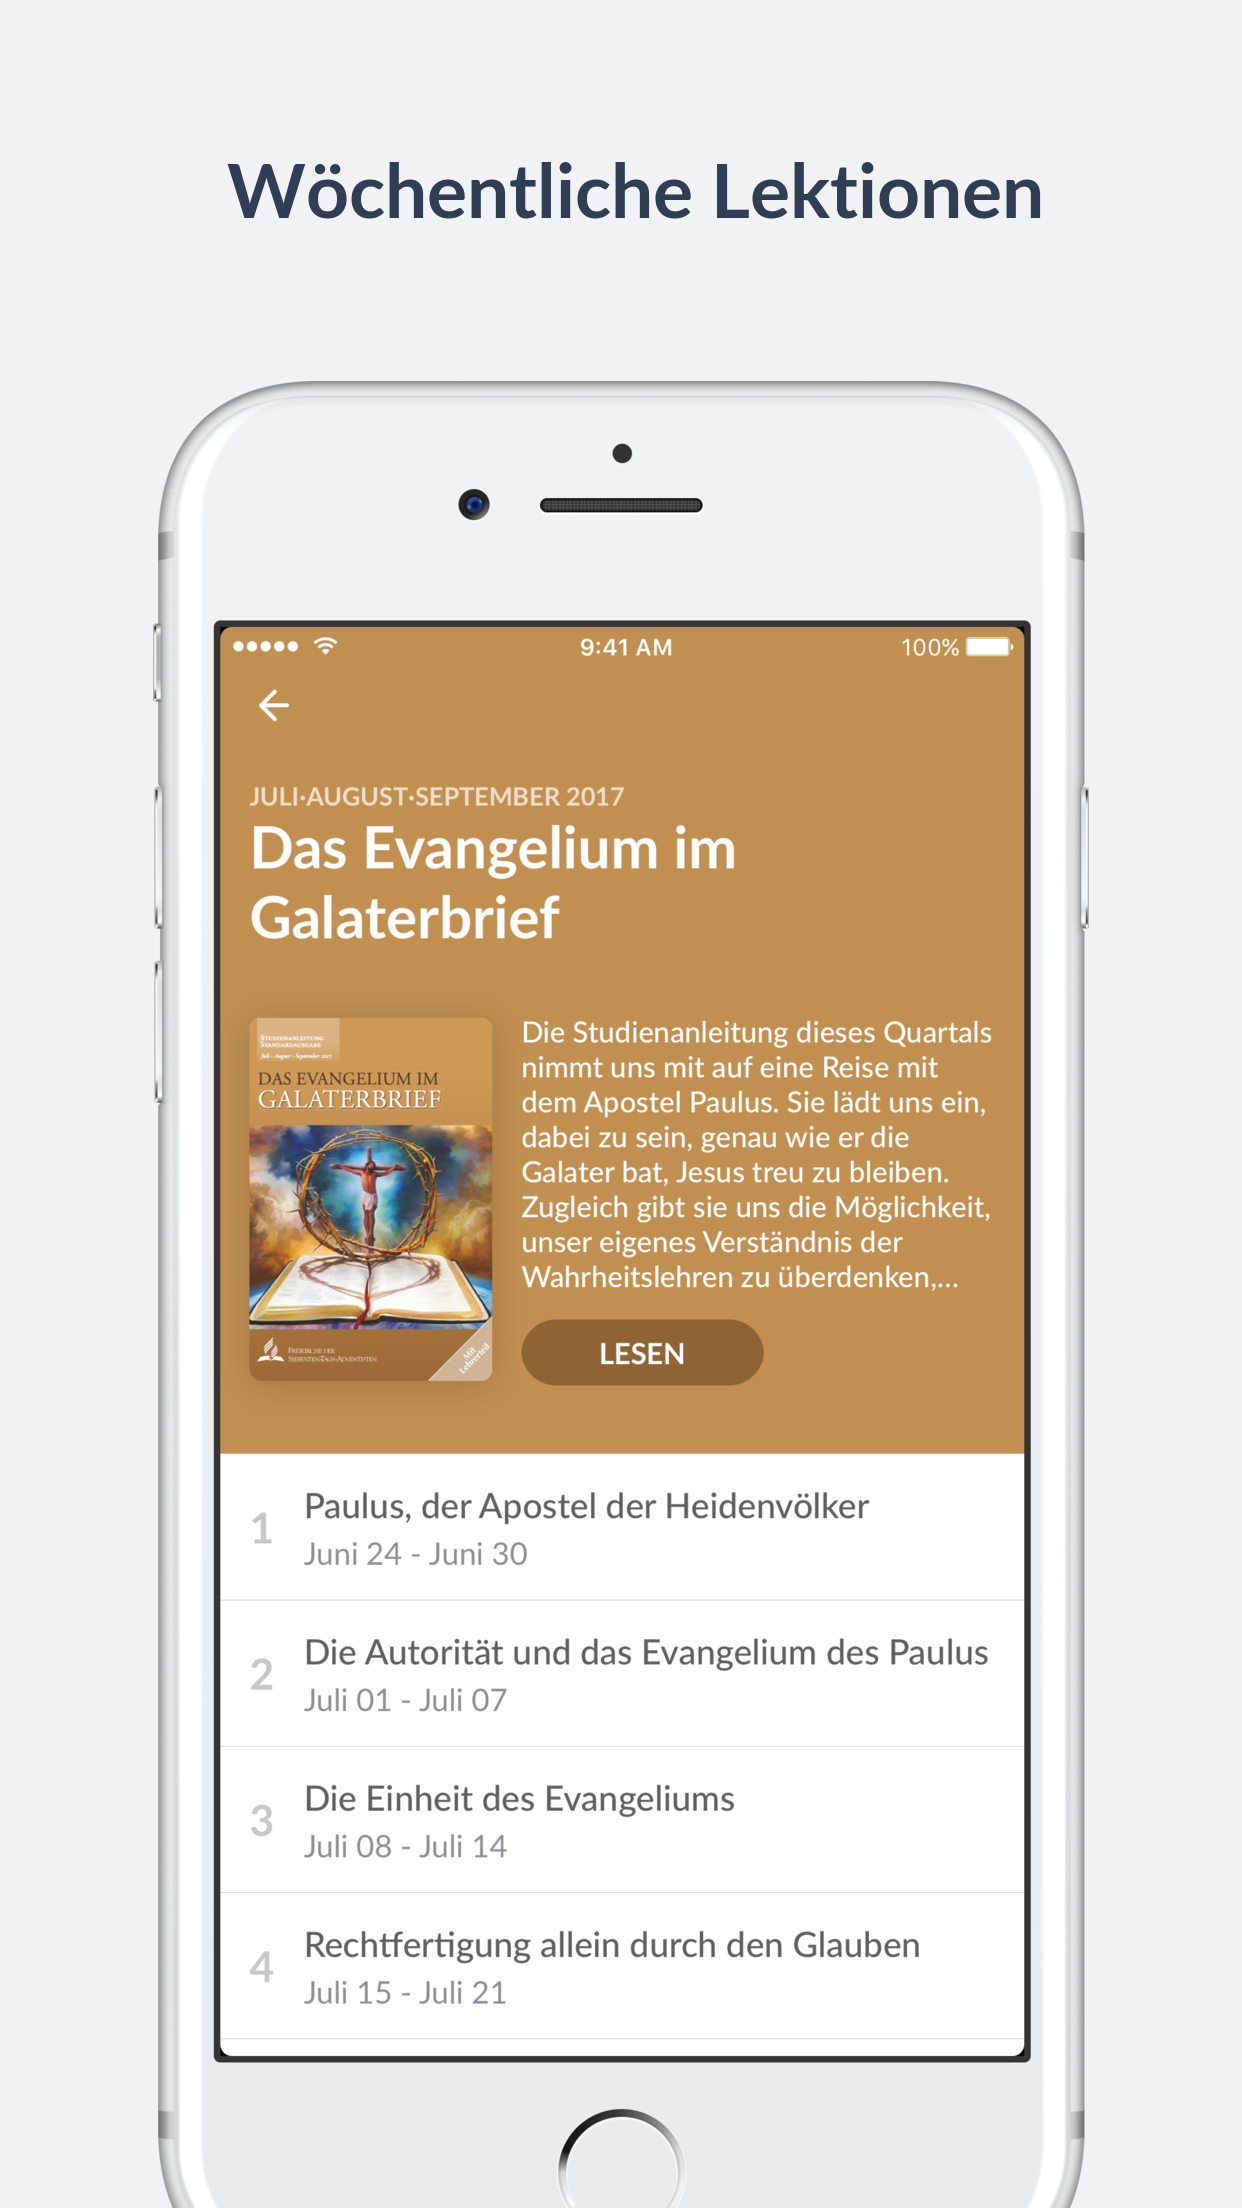 Wöchentliche Lektionen
9:41 AM
100%
JULI·AUGUST·SEPTEMBER 2017
Das Evangelium im
Galaterbrief
STUDIENANLEITUNG
STANDARDAUSGABE
Juli · August · September 2017
DAS EVANGELIUM IM
GALATERBRIEF
FREIKIRCHE DER
SIEBENTEN-TAGS-ADVENTISTEN
Mit
Lehrerteil
Die Studienanleitung dieses Quartals
nimmt uns mit auf eine Reise mit
dem Apostel Paulus. Sie lädt uns ein,
dabei zu sein, genau wie er die
Galater bat, Jesus treu zu bleiben.
Zugleich gibt sie uns die Möglichkeit,
unser eigenes Verständnis der
Wahrheitslehren zu überdenken,...
LESEN
1
Paulus, der Apostel der Heidenvölker
Juni 24 - Juni 30
2
Die Autorität und das Evangelium des Paulus
Juli 01 - Juli 07
3
Die Einheit des Evangeliums
Juli 08 - Juli 14
4
Rechtfertigung allein durch den Glauben
Juli 15 - Juli 21